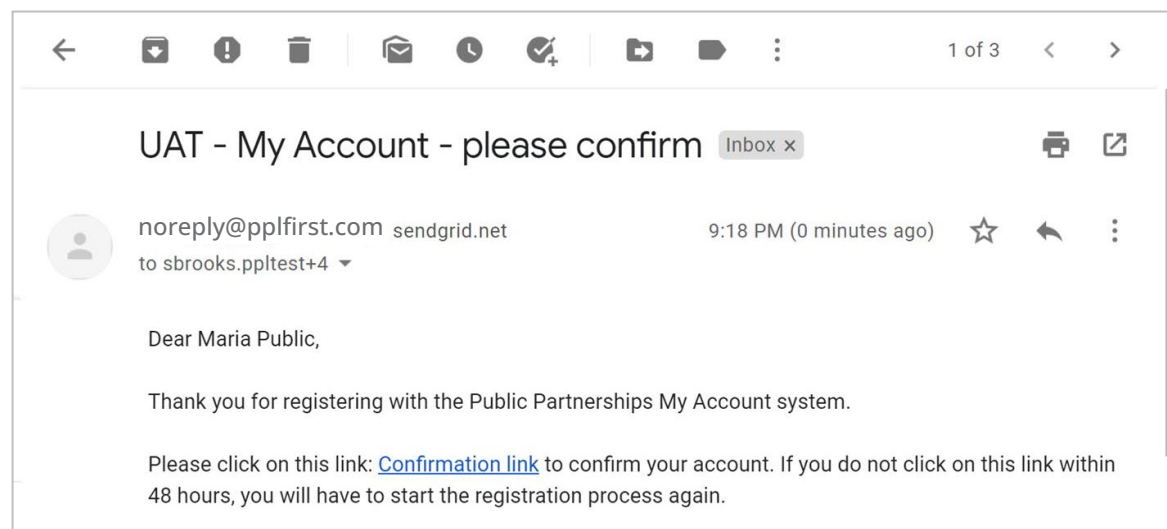 1 of 3
UAT - My Account - please confirm Inbox x
noreply@pplfirst.com sendgrid.net 9:18 PM (0 minutes ago)
to sbrooks.ppltest+4
Dear Maria Public,
Thank you for registering with the Public Partnerships My Account system.
Please click on this link: Confirmation link to confirm your account. If you do not click on this link within
48 hours, you will have to start the registration process again.